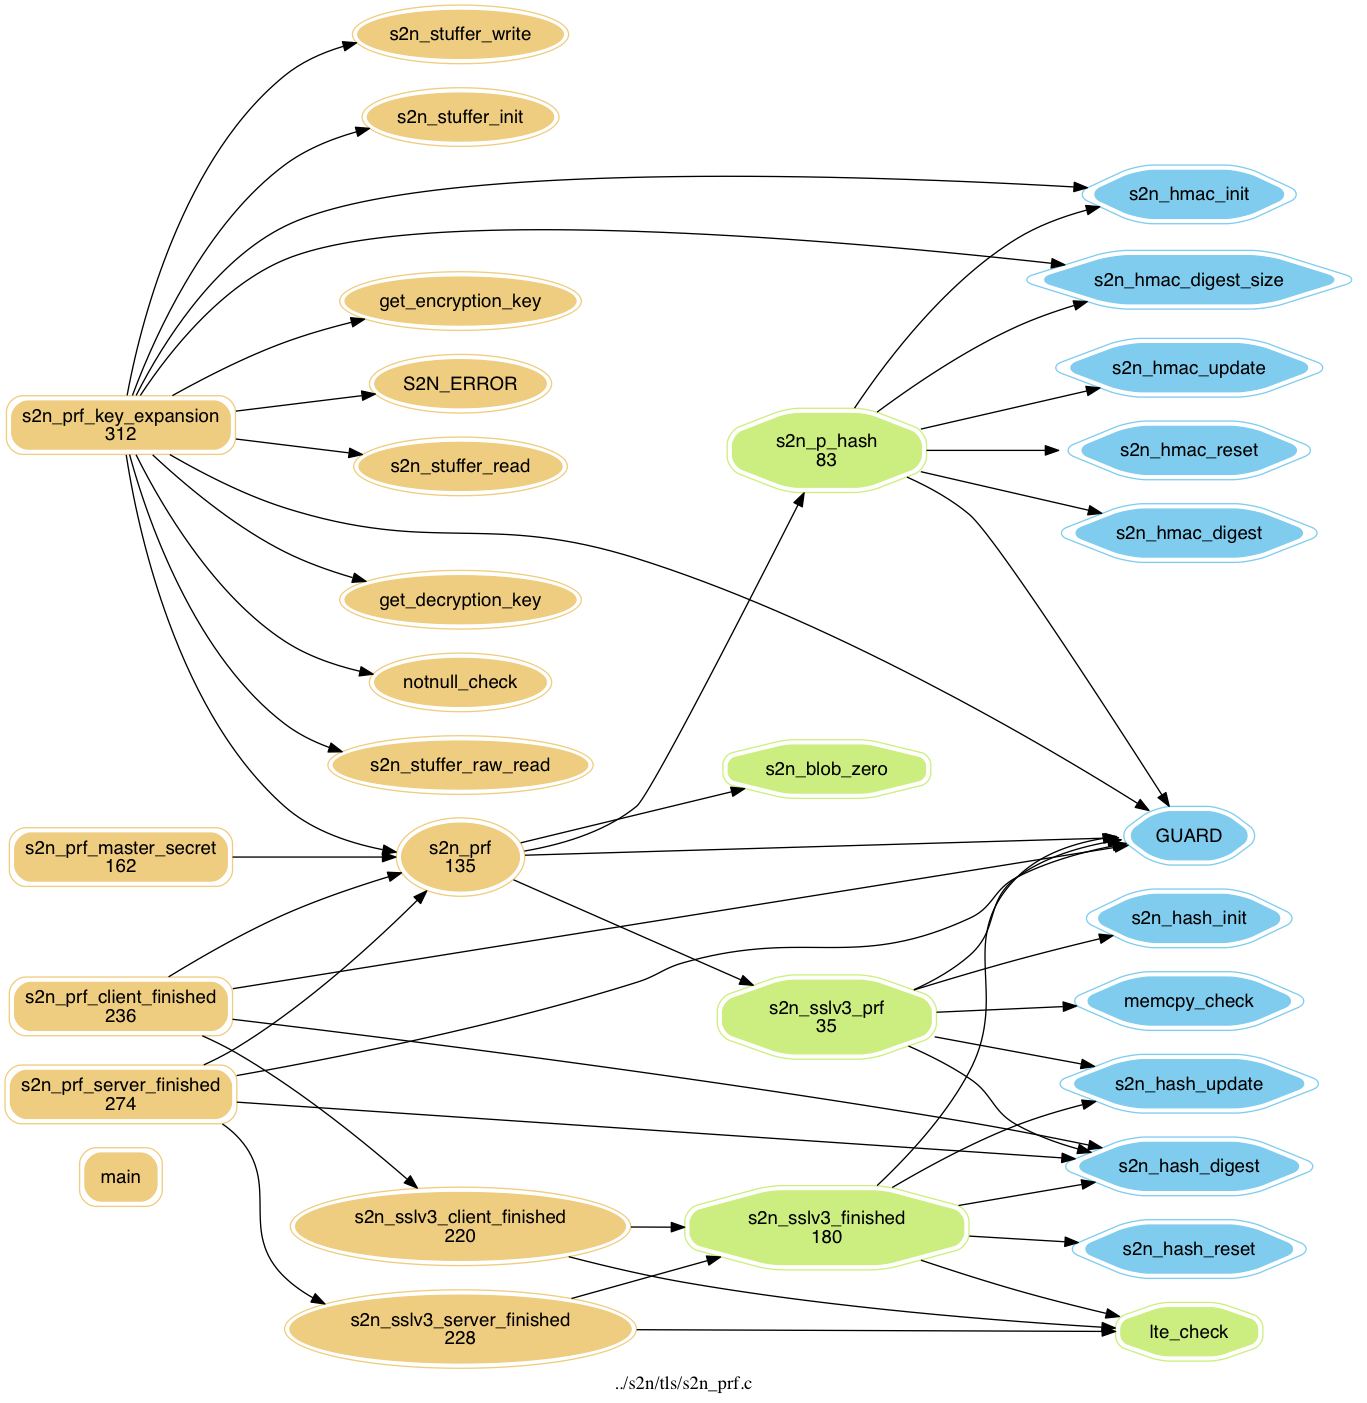 s2n_stuffer_write
s2n_stuffer_init
s2n_hmac_init
s2n_hmac_digest_size
get_encryption_key
s2n_hmac_update
S2N_ERROR
s2n_prf_key_expansion
312
s2n_p_hash
83
s2n_hmac_reset
s2n_stuffer_read
s2n_hmac_digest
get_decryption_key
notnull_check
s2n_stuffer_raw_read
s2n_blob_zero
GUARD
s2n_prf_master_secret
162
s2n_prf
135
s2n_hash_init
s2n_prf_client_finished
236
s2n_sslv3_prf
35
memcpy_check
s2n_prf_server_finished
274
s2n_hash_update
main
s2n_hash_digest
s2n_sslv3_client_finished
220
s2n_sslv3_finished
180
s2n_hash_reset
s2n_sslv3_server_finished
228
lte_check
../s2n/tls/s2n_prf.c